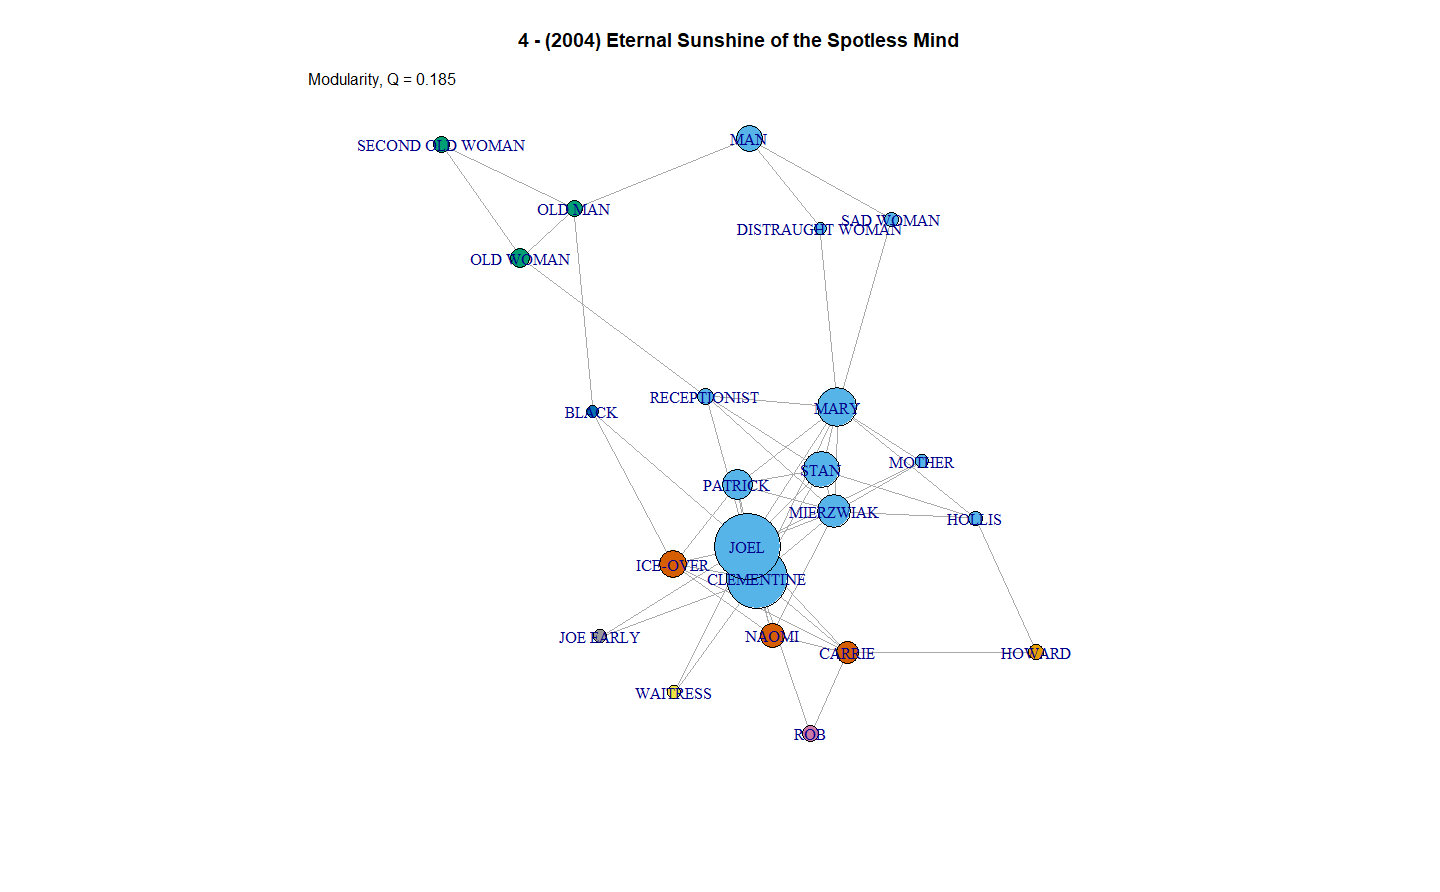 4 - (2004) Eternal Sunshine of the Spotless Mind
Modularity, Q = 0.185
MAN
SECOND OLD WOMAN
OLD MAN
SAD WOMAN
DISTRAUGHT WOMAN
OLD WOMAN
RECEPTIONIST
MARY
BLACK
MOTHER
STAN
PATRICK
MIERZWIAK
HOLLIS
JOEL
ICE-OVER
CLEMENTINE
JOE EARLY
NAOMI
CARRIE
HOWARD
WAITRESS
ROB